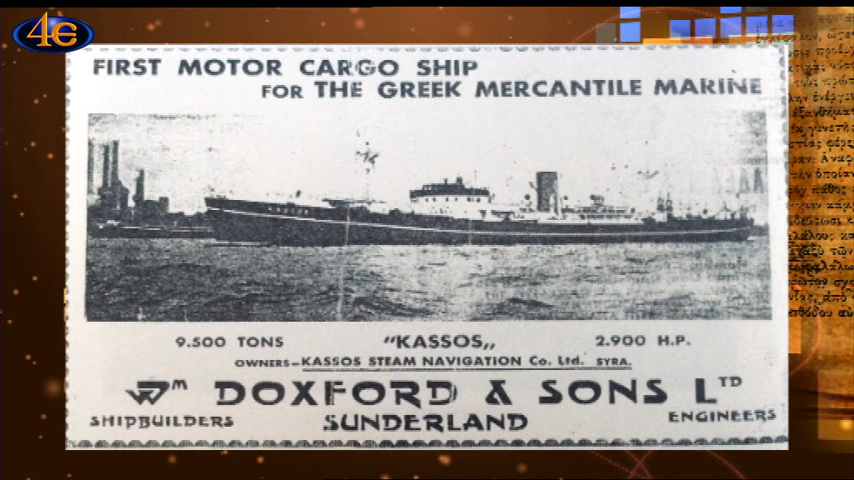 4E
FIRST MOTOR CARGO SHIP
FOR THE GREEK MERCANTILE MARINE
9.500 TONS "KASSOS,, 2.900 H.P.
OWNERS-KASSOS STEAM NAVIGATION Co. Ltd. SYRA.
Wm DOXFORD & SONS LTD
SHIPBUILDERS SUNDERLAND ENGINEERS